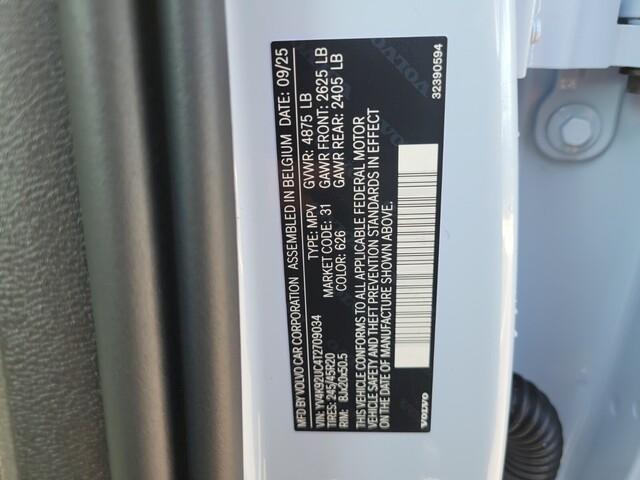 MFD BY VOLVO CAR CORPORATION ASSEMBLED IN BELGIUM DATE: 09/25
VIN: YV4K92UC4T2709034 TYPE: MPV GVWR: 4875 LB
TIRES: 245/45R20 MARKET CODE: 31 GAWR FRONT: 2625 LB
RIM: 8Jx20x50.5 COLOR: 626 GAWR REAR: 2405 LB
THIS VEHICLE CONFORMS TO ALL APPLICABLE FEDERAL MOTOR
VEHICLE SAFETY AND THEFT PREVENTION STANDARDS IN EFFECT
ON THE DATE OF MANUFACTURE SHOWN ABOVE.
VOLVO
32390594